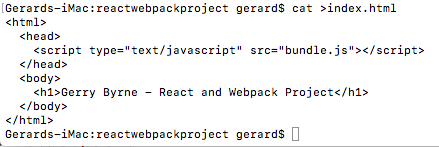 [Gerards-iMac:reactwebpackproject gerard$ cat >index.html
<html>
  <head>
    <script type="text/javascript" src="bundle.js"></script>
  </head>
  <body>
    <h1>Gerry Byrne - React and Webpack Project</h1>
  </body>
</html>
Gerards-iMac:reactwebpackproject gerard$